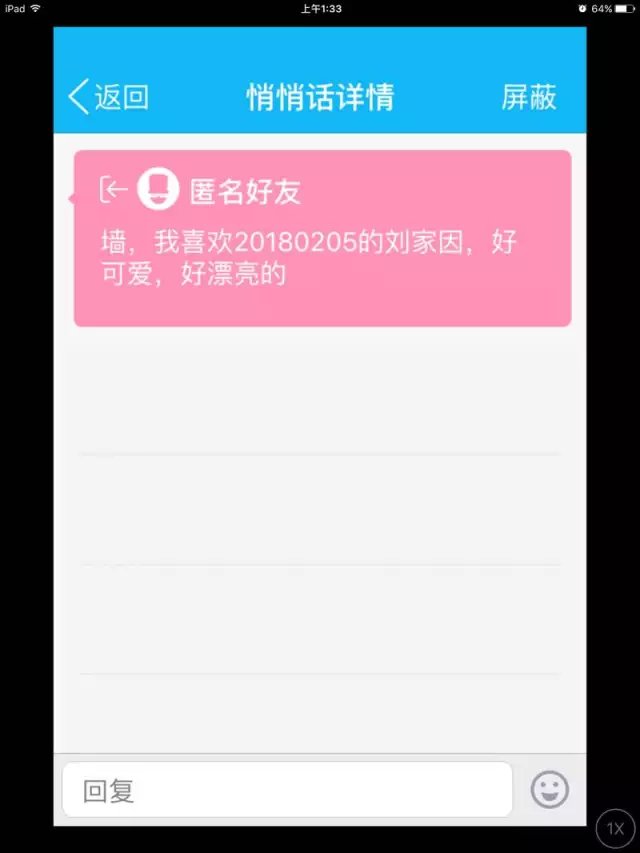 iPad 上午1:33 64%
返回 悄悄话详情 屏蔽
匿名好友
墙，我喜欢20180205的刘家因，好
可爱，好漂亮的
回复
1X